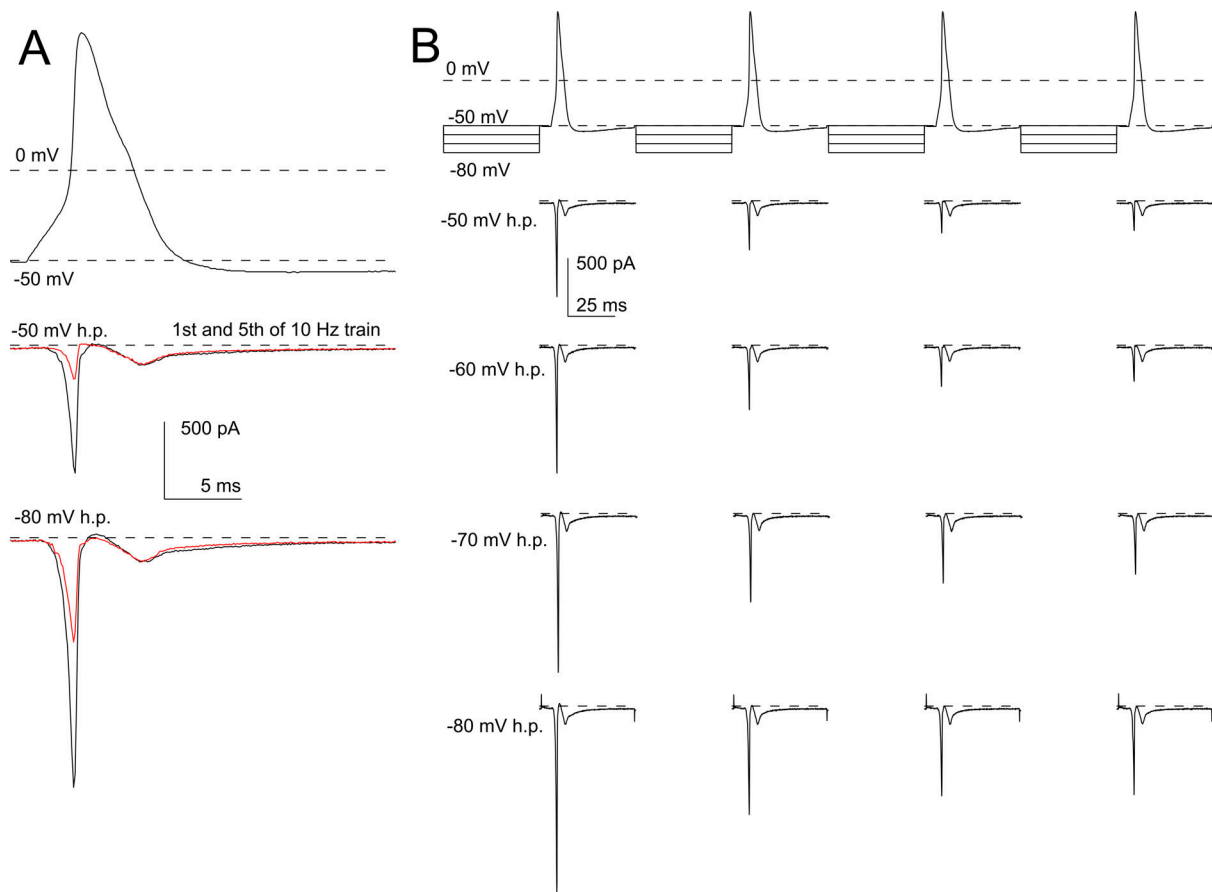 A
0 mV
-50 mV
-50 mV h.p.
1st and 5th of 10 Hz train
500 pA
5 ms
-80 mV h.p.
B
0 mV
-50 mV
-80 mV
-50 mV h.p.
500 pA
25 ms
-60 mV h.p.
-70 mV h.p.
-80 mV h.p.